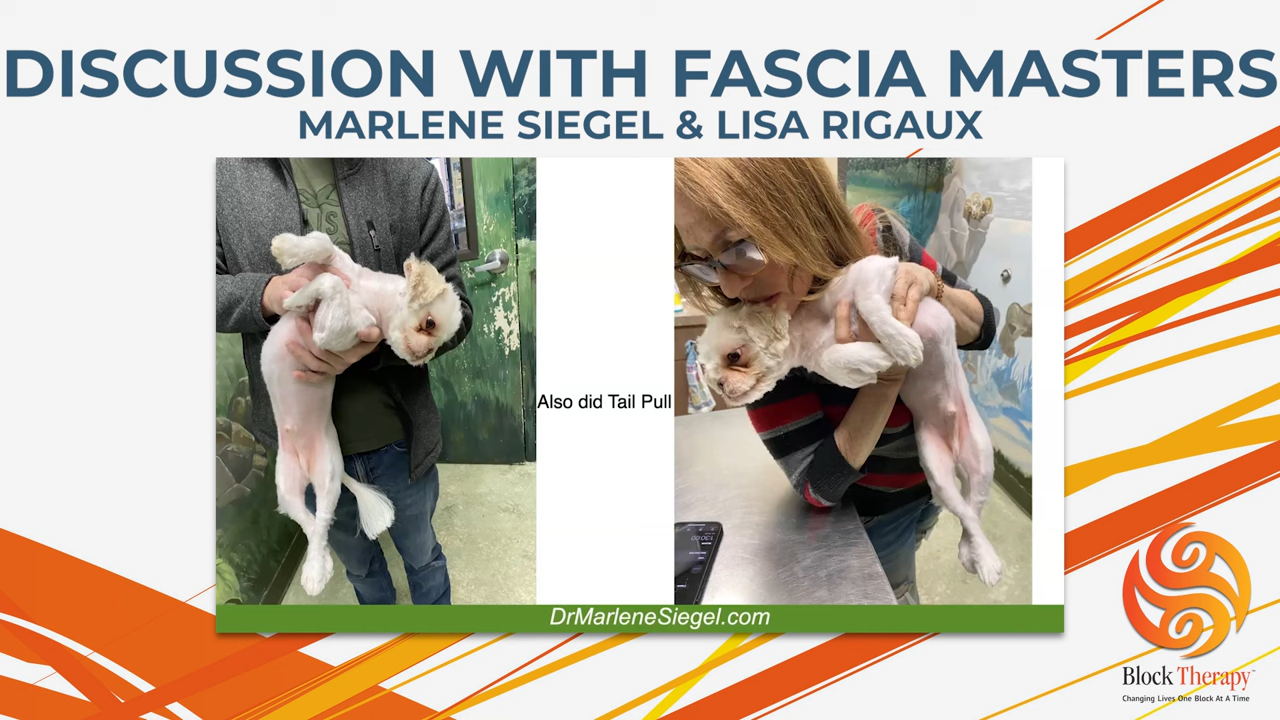 DISCUSSION WITH FASCIA MASTERS
MARLENE SIEGEL & LISA RIGAUX
Also did Tail Pull
DrMarleneSiegel.com
Block Therapy
Changing Lives One Block At A Time